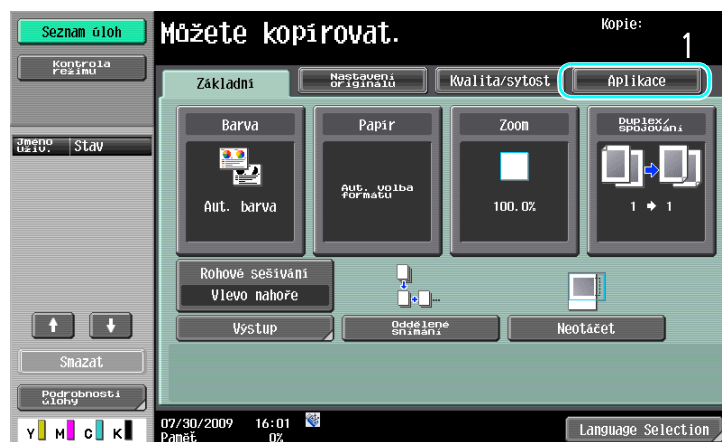 Seznam úloh
Můžete kopírovat.
Kopie:
1
Kontrola
režimu
Základní
Nastavení
originálu
Kvalita/sytost
Aplikace
Jméno
uživ.
Stav
Barva
Papír
Zoom
Duplex/
spojování
Aut. barva
Aut. volba
formátu
100.0%
1 → 1
Rohové sešívání
Vlevo nahoře
Výstup
Oddělené
snímání
Neotáčet
Smazat
Podrobnosti
úlohy
Y M C K
07/30/2009 16:01
Paměť 0%
Language Selection